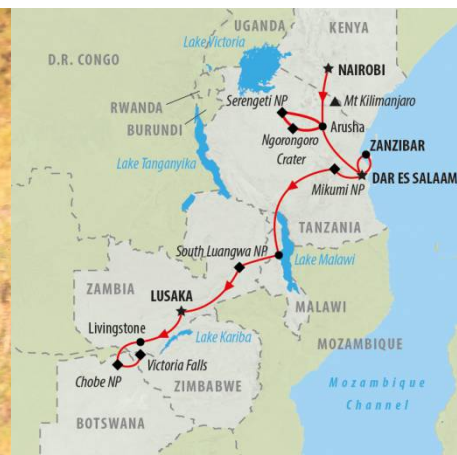 UGANDA
KENYA
Lake Victoria
D.R. CONGO
NAIROBI
Serengeti NP
Mt Kilimanjaro
RWANDA
Arusha
BURUNDI
Ngorongoro
Crater
ZANZIBAR
Lake Tanganyika
DAR ES SALAAM
Mikumi NP
TANZANIA
South Luangwa NP
Lake Malawi
ZAMBIA
LUSAKA
MALAWI
Livingstone
Lake Kariba
MOZAMBIQUE
Victoria Falls
Chobe NP
ZIMBABWE
Mozambique
Channel
BOTSWANA